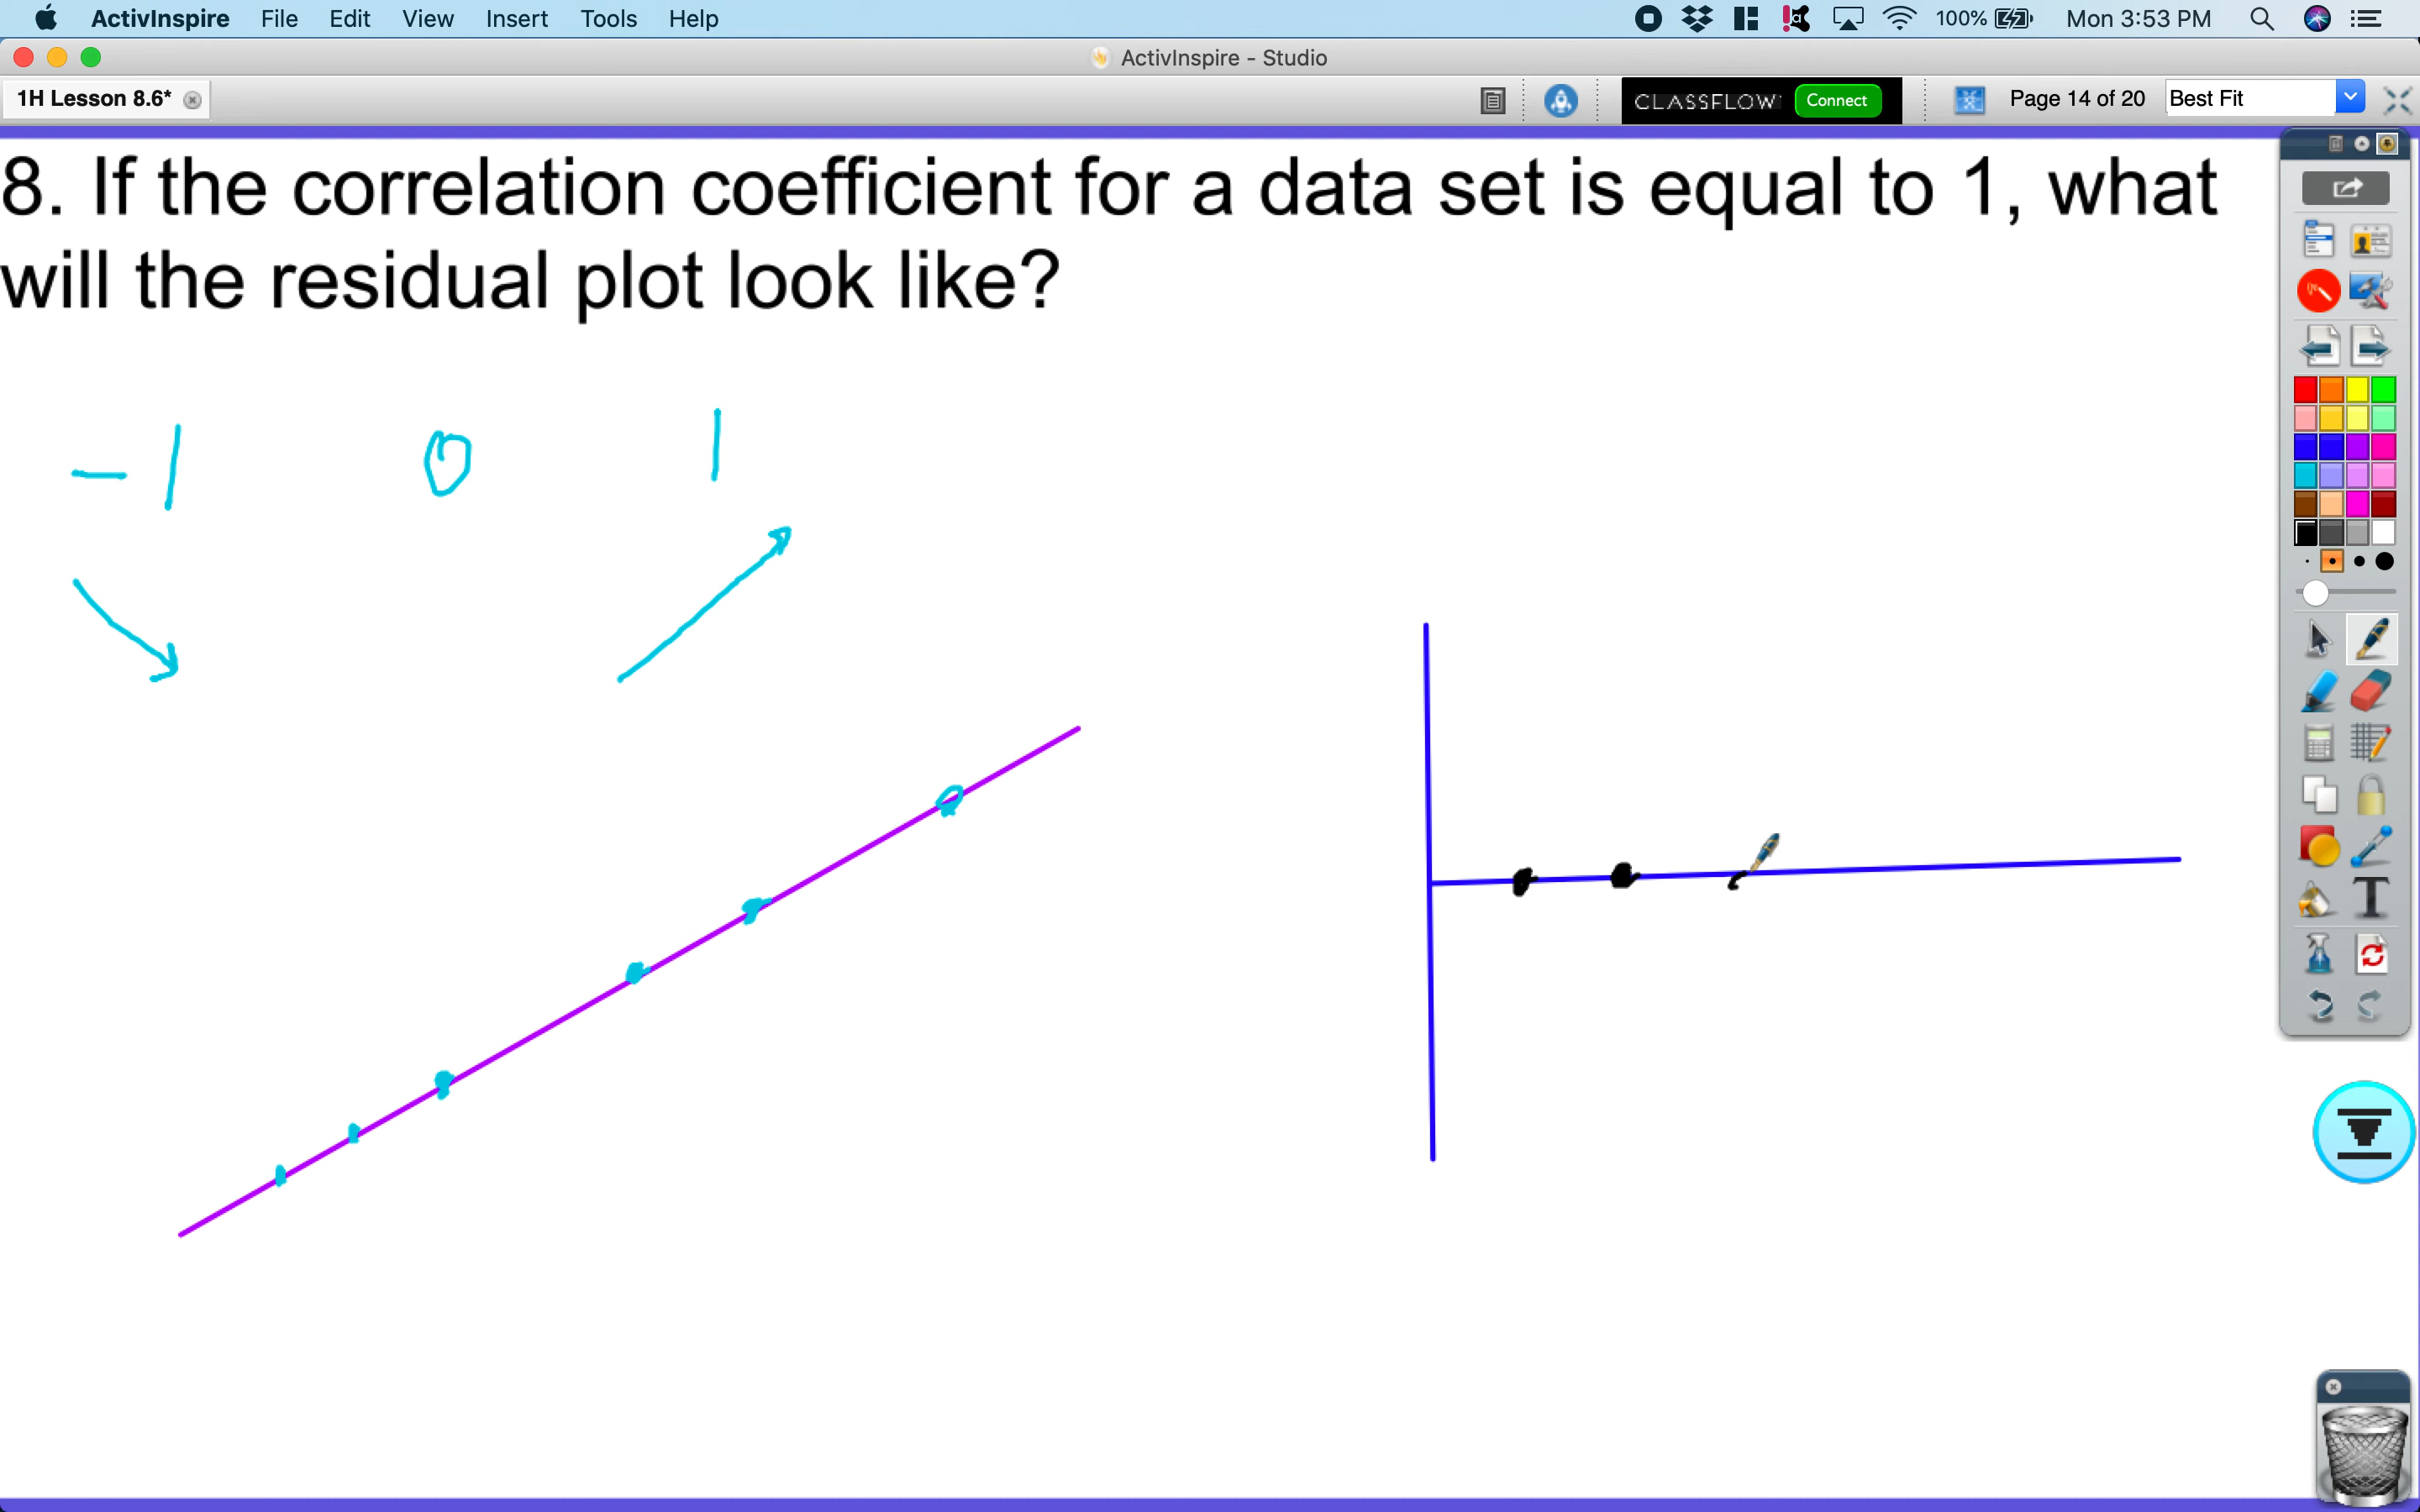 ActivInspire File Edit View Insert Tools Help 100% Mon 3:53 PM
ActivInspire - Studio
1H Lesson 8.6* CLASSFLOW Connect Page 14 of 20 Best Fit
8. If the correlation coefficient for a data set is equal to 1, what
will the residual plot look like?
-1 0 1
T